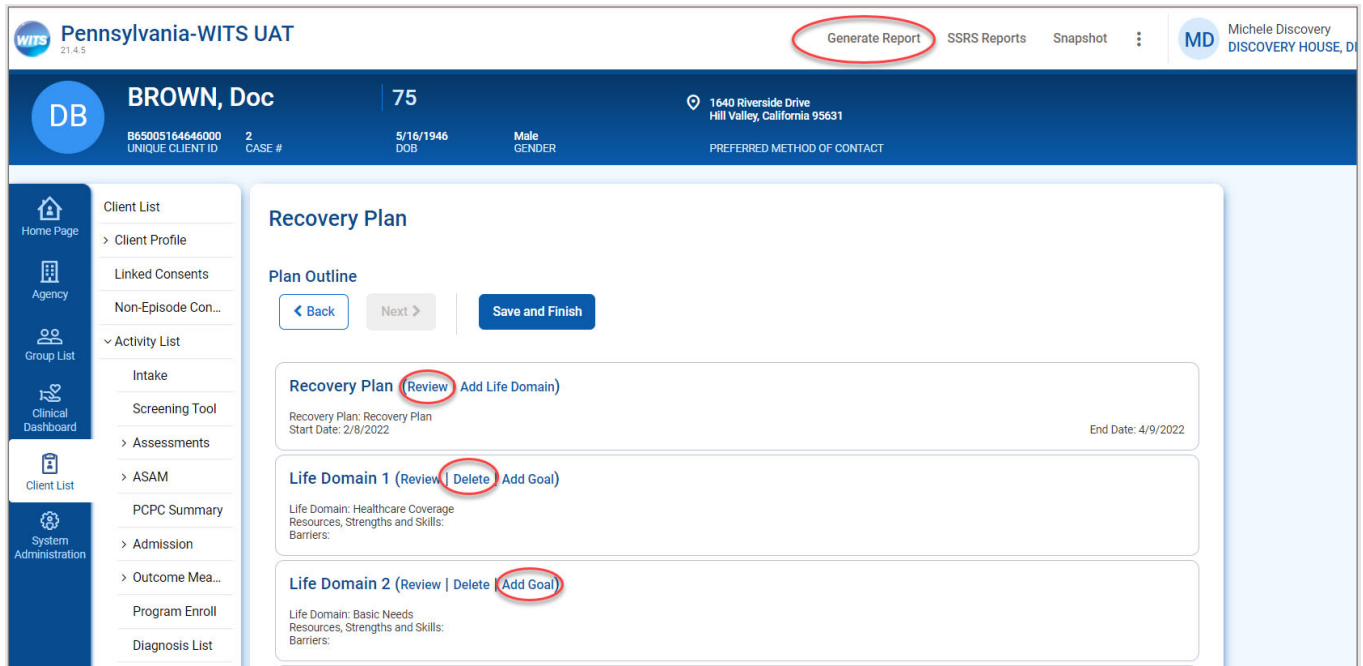 WITS
Pennsylvania-WITS UAT
21.4.5
Generate Report SSRS Reports Snapshot
MD
Michele Discovery
DISCOVERY HOUSE, DI
DB
BROWN, Doc 75
1640 Riverside Drive
Hill Valley, California 95631
B65005164646000 2 5/16/1946 Male
UNIQUE CLIENT ID CASE # DOB GENDER PREFERRED METHOD OF CONTACT
Home Page
Agency
Group List
Clinical
Dashboard
Client List
System
Administration
Client List
Client Profile
Linked Consents
Non-Episode Con...
Activity List
Intake
Screening Tool
Assessments
ASAM
PCPC Summary
Admission
Outcome Mea...
Program Enroll
Diagnosis List
Recovery Plan
Plan Outline
Back Next Save and Finish
Recovery Plan (Review | Add Life Domain)
Recovery Plan: Recovery Plan
Start Date: 2/8/2022 End Date: 4/9/2022
Life Domain 1 (Review | Delete | Add Goal)
Life Domain: Healthcare Coverage
Resources, Strengths and Skills:
Barriers:
Life Domain 2 (Review | Delete | Add Goal)
Life Domain: Basic Needs
Resources, Strengths and Skills:
Barriers: